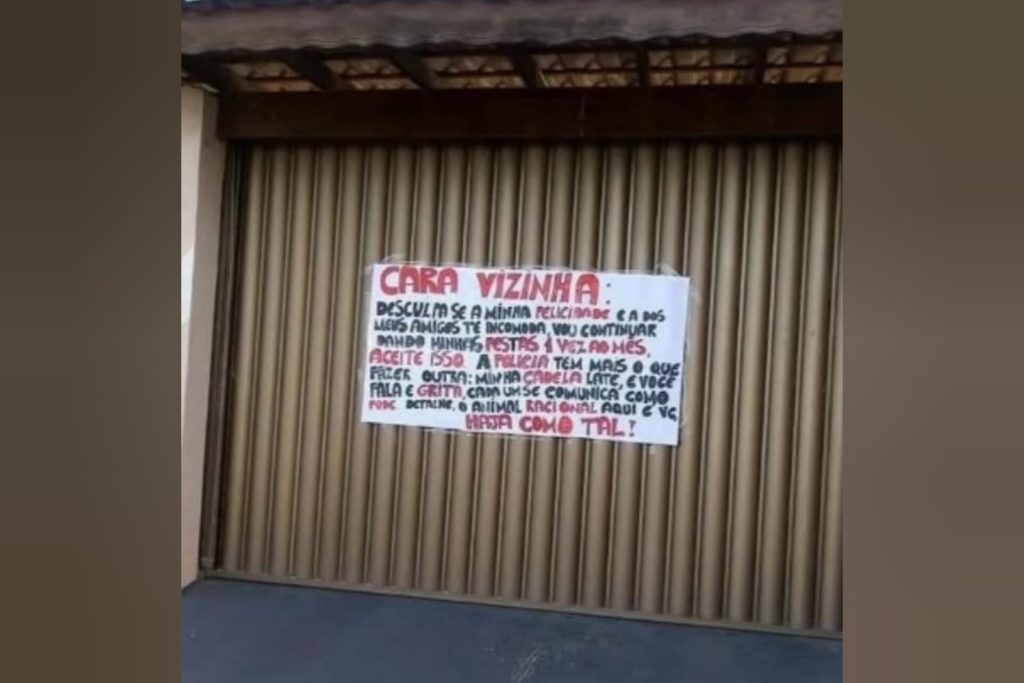 CARA VIZINHA:
DESCULPA SE A MINHA FELICIDADE E A DOS
MEUS AMIGOS TE INCOMODA, VOU CONTINUAR
DANDO MINHAS FESTAS 1 VEZ AO MÊS,
ACEITE ISSO. A POLICIA TEM MAIS O QUE
FAZER. OUTRA: MINHA CADELA LATE, E VOCÊ
FALA E GRITA, CADA UM SE COMUNICA COMO
PODE. DETALHE, O ANIMAL RACIONAL AQUI É VC,
HAJA COMO TAL!